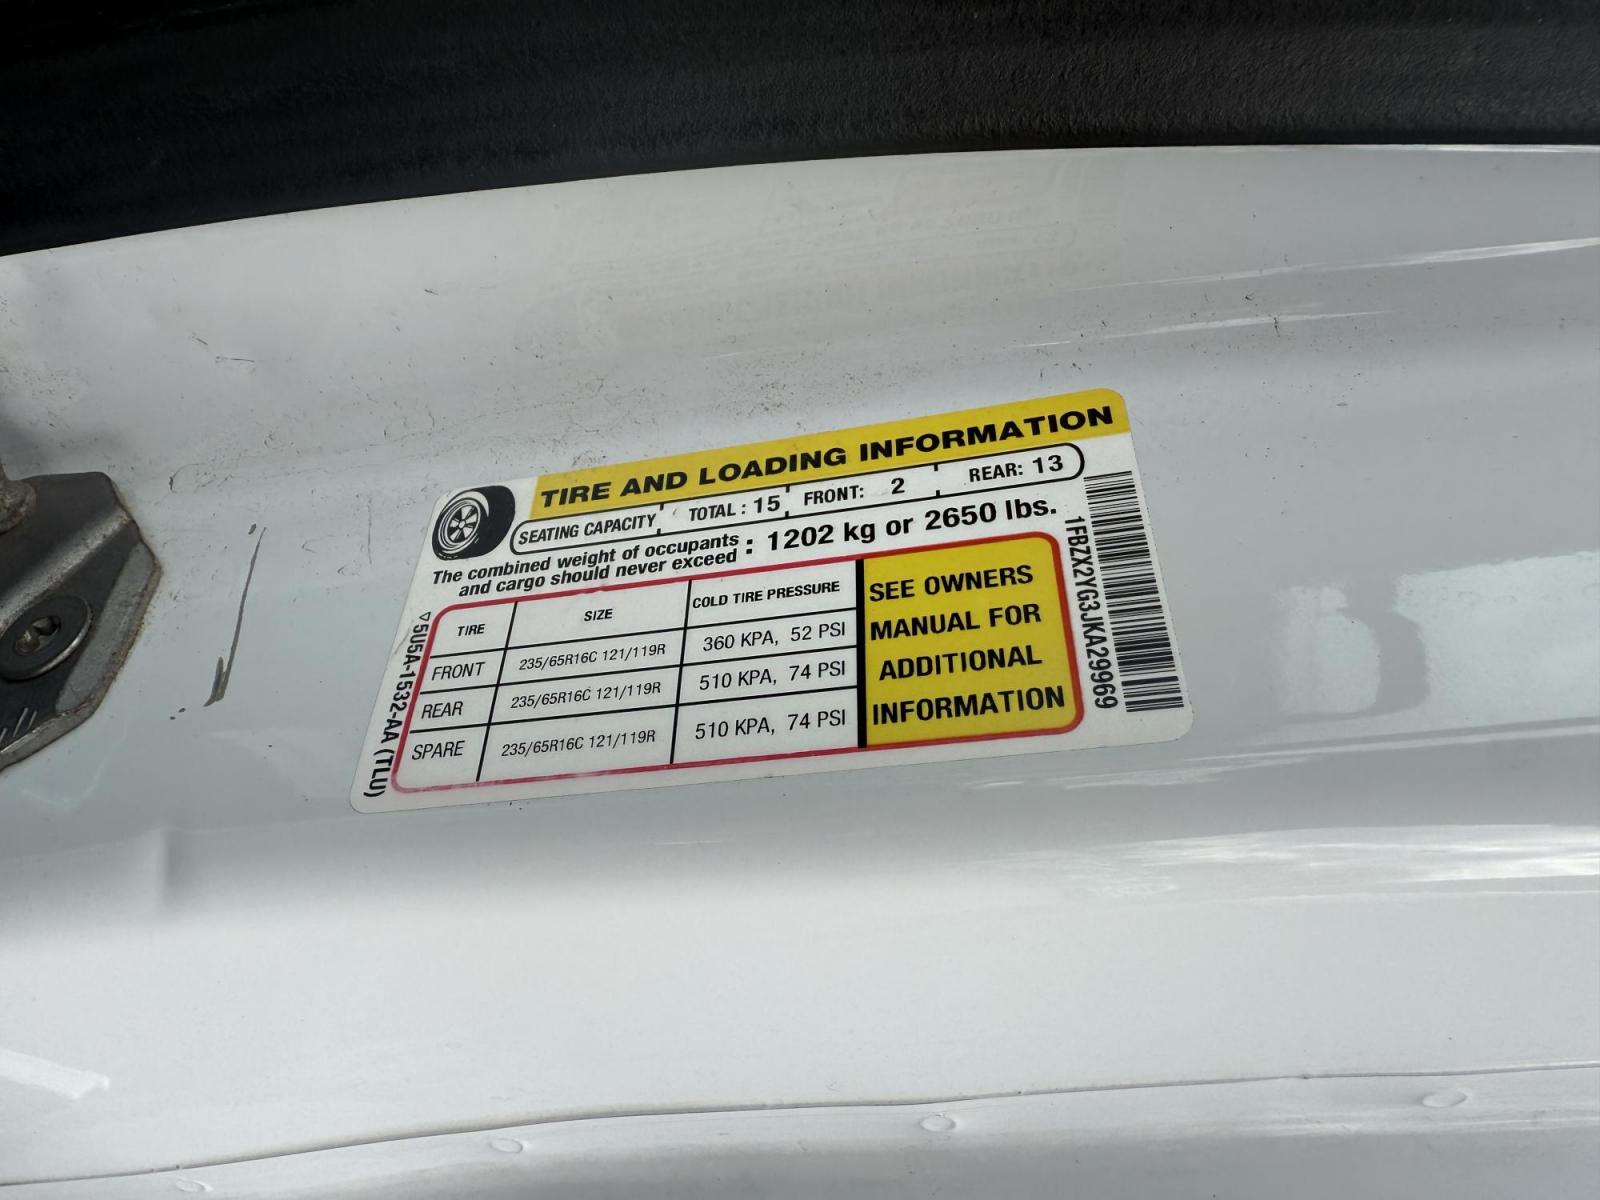 TIRE AND LOADING INFORMATION
SEATING CAPACITY TOTAL : 15 FRONT: 2 REAR: 13
The combined weight of occupants
and cargo should never exceed : 1202 kg or 2650 lbs.
TIRE SIZE COLD TIRE PRESSURE
FRONT 235/65R16C 121/119R 360 KPA, 52 PSI
REAR 235/65R16C 121/119R 510 KPA, 74 PSI
SPARE 235/65R16C 121/119R 510 KPA, 74 PSI
SEE OWNERS
MANUAL FOR
ADDITIONAL
INFORMATION
▽5U5A-1532-AA (TLU)
1FBZX2YG3JKA29969